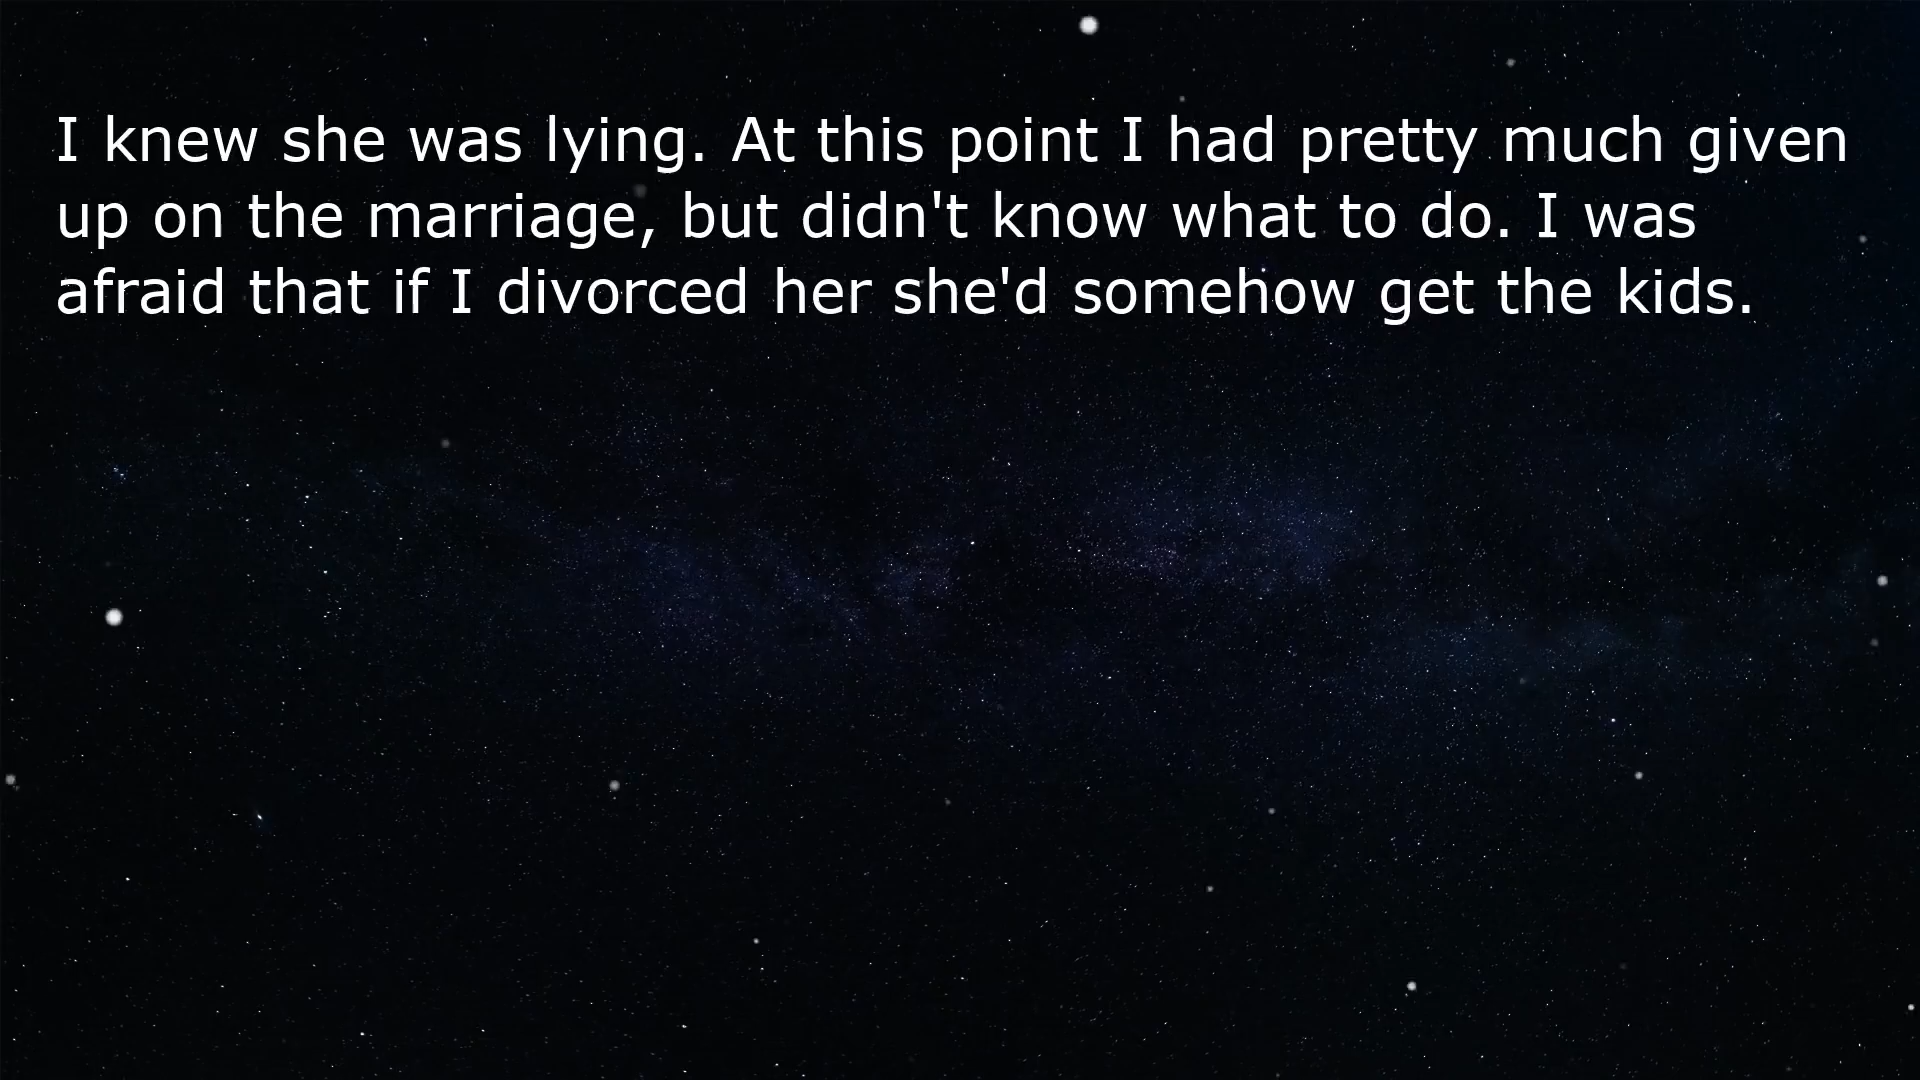 I knew she was lying. At this point I had pretty much given
up on the marriage, but didn't know what to do. I was
afraid that if I divorced her she'd somehow get the kids.